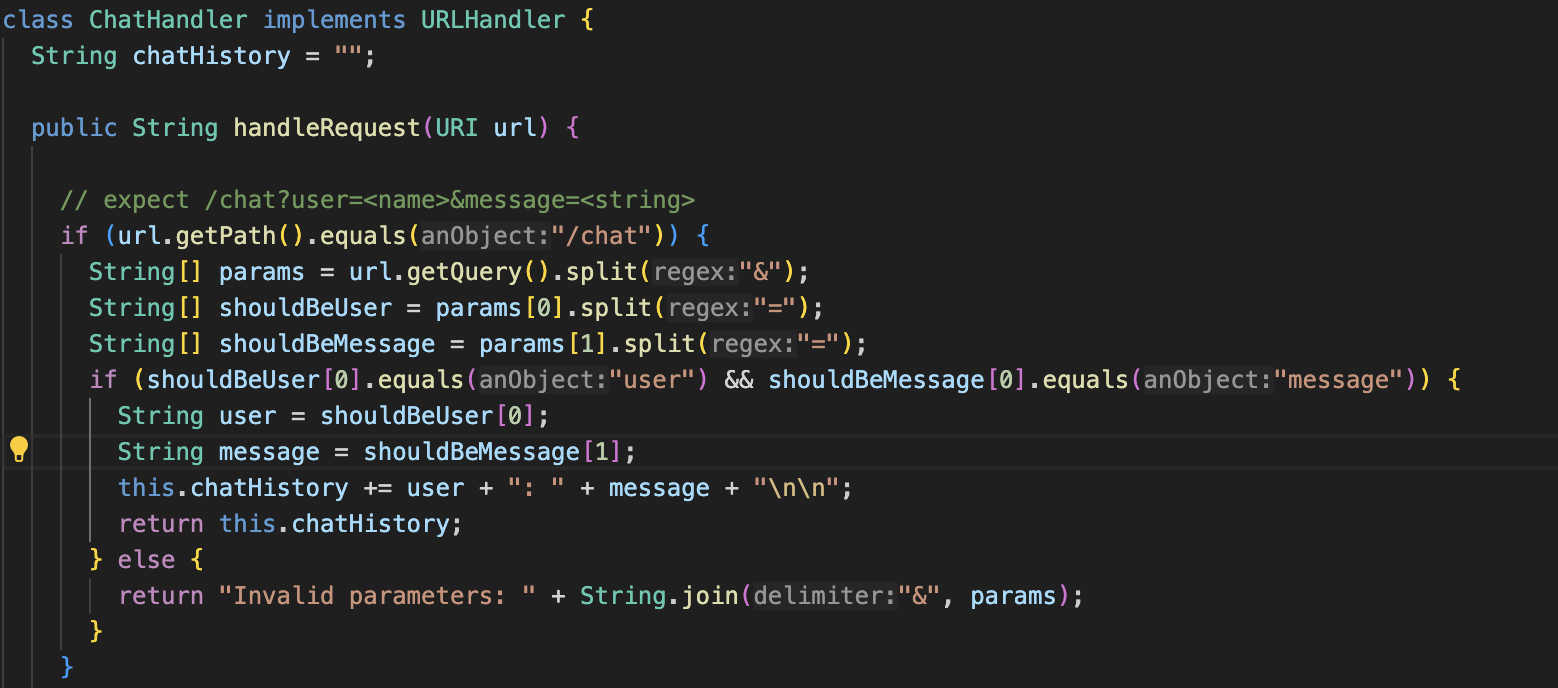 class ChatHandler implements URLHandler {
  String chatHistory = "";
  public String handleRequest(URI url) {
    // expect /chat?user=<name>&message=<string>
    if (url.getPath().equals(anObject:"/chat")) {
      String[] params = url.getQuery().split(regex:"&");
      String[] shouldBeUser = params[0].split(regex:"=");
      String[] shouldBeMessage = params[1].split(regex:"=");
      if (shouldBeUser[0].equals(anObject:"user") && shouldBeMessage[0].equals(anObject:"message")) {
        String user = shouldBeUser[0];
        String message = shouldBeMessage[1];
        this.chatHistory += user + ": " + message + "\n\n";
        return this.chatHistory;
      } else {
        return "Invalid parameters: " + String.join(delimiter:"&", params);
      }
    }